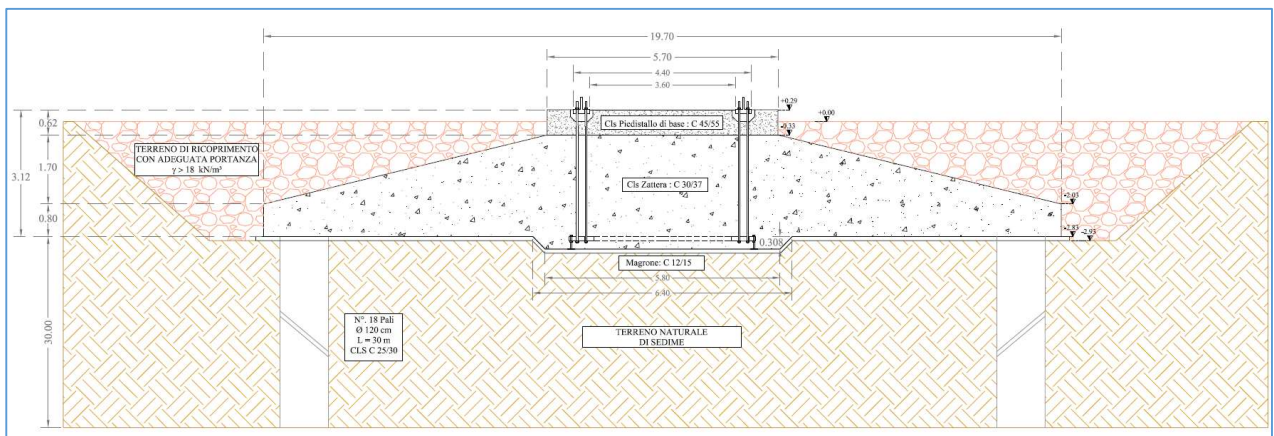 19.70
5.70
4.40
3.60
+0.29
+0.00
-0.33
Cls Piedistallo di base : C 45/55
0.62
1.70
3.12
0.80
TERRENO DI RICOPRIMENTO
CON ADEGUATA PORTANZA
γ > 18 kN/m³
Cls Zattera : C 30/37
-2.03
-2.83
-2.93
0.308
Magrone: C 12/15
5.80
6.40
30.00
N°. 18 Pali
Ø 120 cm
L = 30 m
CLS C 25/30
TERRENO NATURALE
DI SEDIME